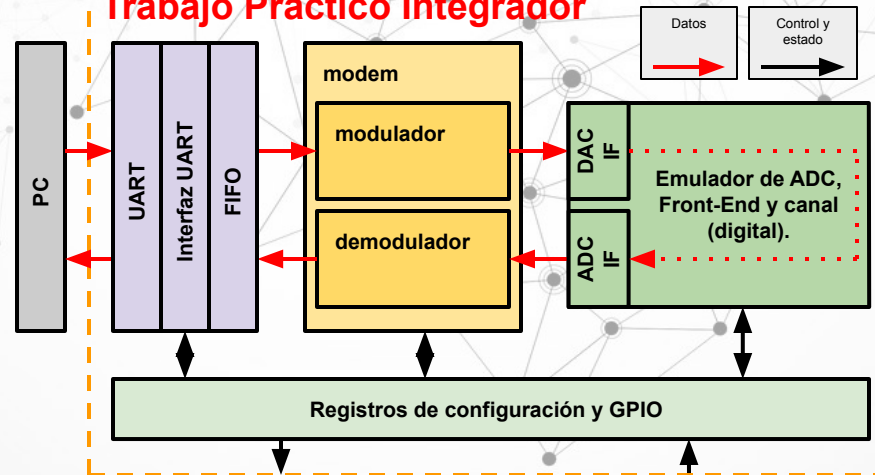 Trabajo Práctico Integrador
Datos
Control y
estado
PC
UART
Interfaz UART
FIFO
modem
modulador
demodulador
DAC
IF
ADC
IF
Emulador de ADC,
Front-End y canal
(digital).
Registros de configuración y GPIO